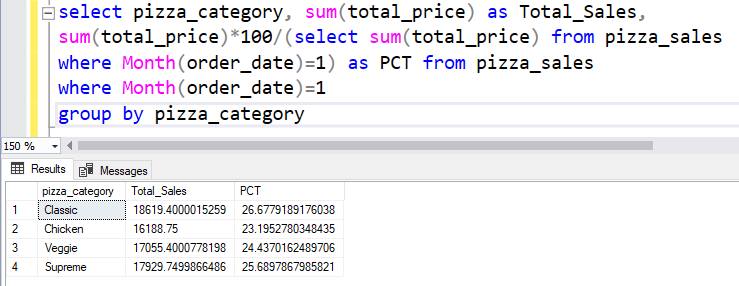 select pizza_category, sum(total_price) as Total_Sales,
sum(total_price)*100/(select sum(total_price) from pizza_sales
where Month(order_date)=1) as PCT from pizza_sales
where Month(order_date)=1
group by pizza_category
150 %
Results Messages
pizza_category Total_Sales PCT
1 Classic 18619.4000015259 26.6779189176038
2 Chicken 16188.75 23.1952780348435
3 Veggie 17055.4000778198 24.4370162489706
4 Supreme 17929.7499866486 25.6897867985821